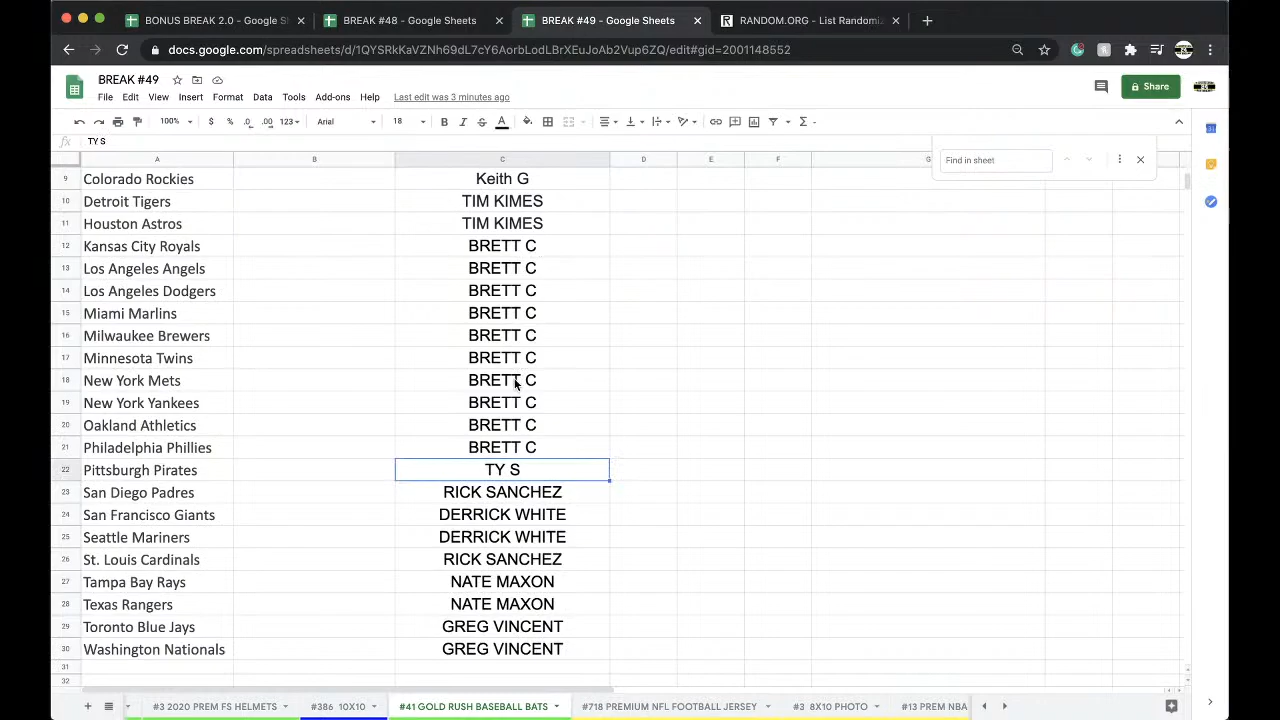 BONUS BREAK 2.0 - Google S
BREAK #48 - Google Sheets
BREAK #49 - Google Sheets
RANDOM.ORG - List Randomi
docs.google.com/spreadsheets/d/1QYSRkKaVZNh69dL7cY6AorbLodLBrXEuJoAb2Vup6ZQ/edit#gid=2001148552
BREAK #49
Share
File Edit View Insert Format Data Tools Add-ons Help Last edit was 3 minutes ago
100% $ % .0 .00 123 Arial 18 B I S A
fx TY S
Find in sheet
A B C D E F G
9 Colorado Rockies Keith G
10 Detroit Tigers TIM KIMES
11 Houston Astros TIM KIMES
12 Kansas City Royals BRETT C
13 Los Angeles Angels BRETT C
14 Los Angeles Dodgers BRETT C
15 Miami Marlins BRETT C
16 Milwaukee Brewers BRETT C
17 Minnesota Twins BRETT C
18 New York Mets BRETT C
19 New York Yankees BRETT C
20 Oakland Athletics BRETT C
21 Philadelphia Phillies BRETT C
22 Pittsburgh Pirates TY S
23 San Diego Padres RICK SANCHEZ
24 San Francisco Giants DERRICK WHITE
25 Seattle Mariners DERRICK WHITE
26 St. Louis Cardinals RICK SANCHEZ
27 Tampa Bay Rays NATE MAXON
28 Texas Rangers NATE MAXON
29 Toronto Blue Jays GREG VINCENT
30 Washington Nationals GREG VINCENT
31
32
#3 2020 PREM FS HELMETS #386 10X10 #41 GOLD RUSH BASEBALL BATS #718 PREMIUM NFL FOOTBALL JERSEY #3 8X10 PHOTO #13 PREM NBA